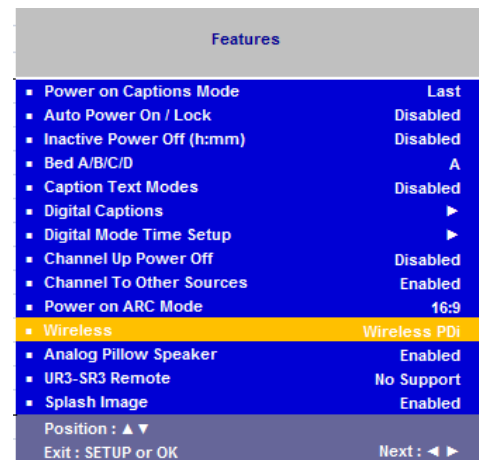 Features
Power on Captions Mode Last
Auto Power On / Lock Disabled
Inactive Power Off (h:mm) Disabled
Bed A/B/C/D A
Caption Text Modes Disabled
Digital Captions ►
Digital Mode Time Setup ►
Channel Up Power Off Disabled
Channel To Other Sources Enabled
Power on ARC Mode 16:9
Wireless Wireless PDi
Analog Pillow Speaker Enabled
UR3-SR3 Remote No Support
Splash Image Enabled
Position : ▲▼
Exit : SETUP or OK Next : ◄ ►